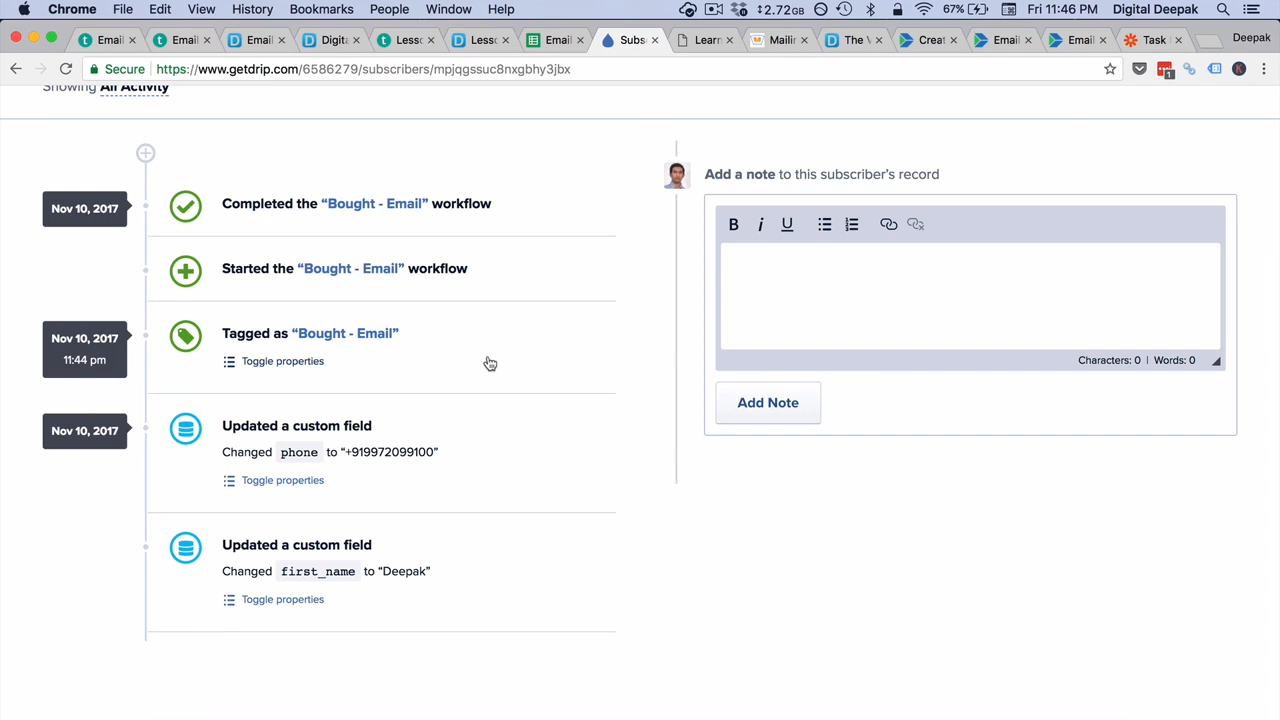 Chrome File Edit View History Bookmarks People Window Help 2.72GB 67% Fri 11:46 PM Digital Deepak
Email Email Email Digita Lesso Lesso Email Subs Learn Mailin The V Creat Email Email Task Deepak
Secure https://www.getdrip.com/6586279/subscribers/mpjqgssuc8nxgbhy3jbx 1 K
Showing All Activity
Nov 10, 2017
Completed the “Bought - Email” workflow
Started the “Bought - Email” workflow
Nov 10, 2017
11:44 pm
Tagged as “Bought - Email”
Toggle properties
Nov 10, 2017
Updated a custom field
Changed phone to “+919972099100”
Toggle properties
Updated a custom field
Changed first_name to “Deepak”
Toggle properties
Add a note to this subscriber's record
B i U
Characters: 0 | Words: 0
Add Note